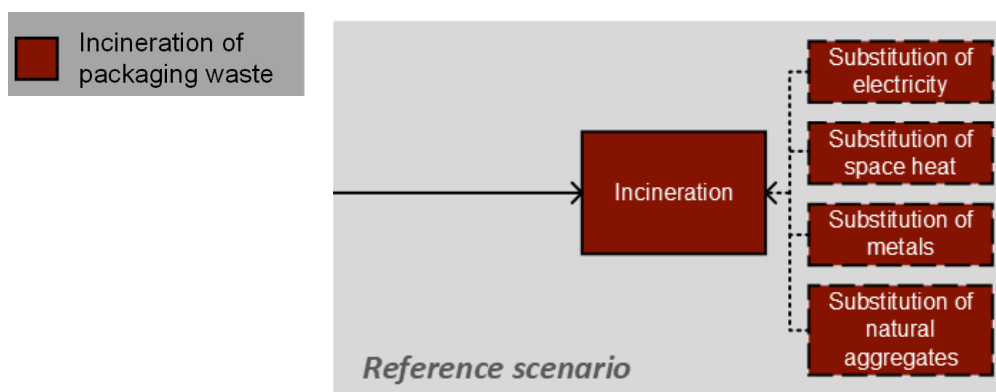 Incineration of
packaging waste
Substitution of
electricity
Substitution of
space heat
Incineration
Substitution of
metals
Substitution of
natural
aggregates
Reference scenario